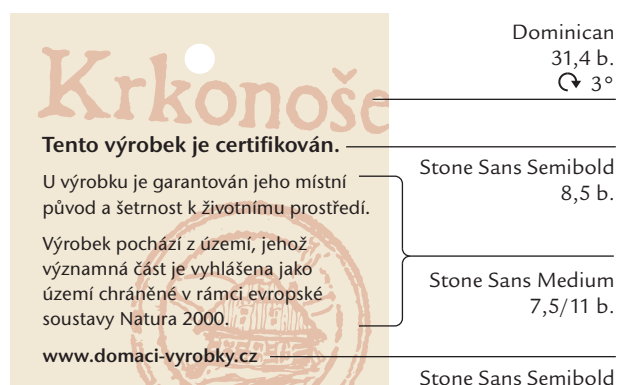 Krkonoše
Tento výrobek je certifikován.
U výrobku je garantován jeho místní
původ a šetrnost k životnímu prostředí.
Výrobek pochází z území, jehož
významná část je vyhlášena jako
území chráněné v rámci evropské
soustavy Natura 2000.
www.domaci-vyrobky.cz
Dominican
31,4 b.
3°
Stone Sans Semibold
8,5 b.
Stone Sans Medium
7,5/11 b.
Stone Sans Semibold